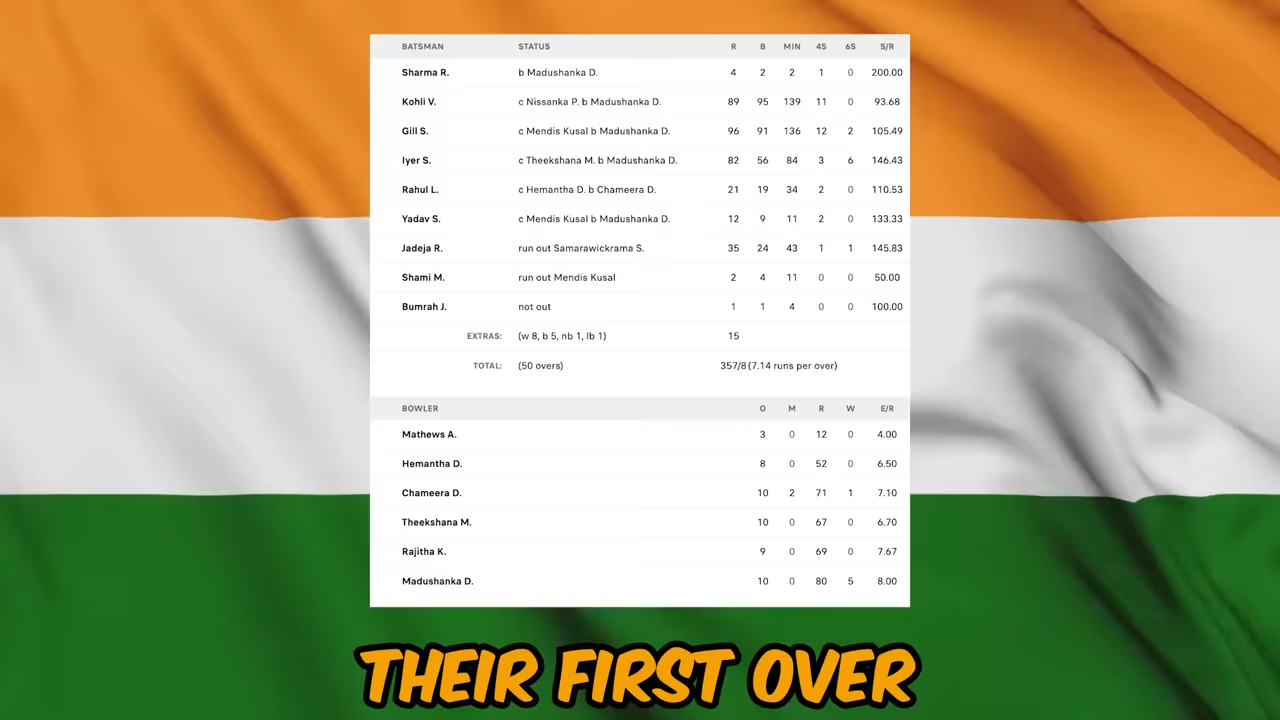 BATSMAN STATUS R B MIN 4S 6S S/R
Sharma R. b Madushanka D. 4 2 2 1 0 200.00
Kohli V. c Nissanka P. b Madushanka D. 89 95 139 11 0 93.68
Gill S. c Mendis Kusal b Madushanka D. 96 91 136 12 2 105.49
Iyer S. c Theekshana M. b Madushanka D. 82 56 84 3 6 146.43
Rahul L. c Hemantha D. b Chameera D. 21 19 34 2 0 110.53
Yadav S. c Mendis Kusal b Madushanka D. 12 9 11 2 0 133.33
Jadeja R. run out Samarawickrama S. 35 24 43 1 1 145.83
Shami M. run out Mendis Kusal 2 4 11 0 0 50.00
Bumrah J. not out 1 1 4 0 0 100.00
EXTRAS: (w 8, b 5, nb 1, lb 1) 15
TOTAL: (50 overs) 357/8 (7.14 runs per over)
BOWLER O M R W E/R
Mathews A. 3 0 12 0 4.00
Hemantha D. 8 0 52 0 6.50
Chameera D. 10 2 71 1 7.10
Theekshana M. 10 0 67 0 6.70
Rajitha K. 9 0 69 0 7.67
Madushanka D. 10 0 80 5 8.00
THEIR FIRST OVER